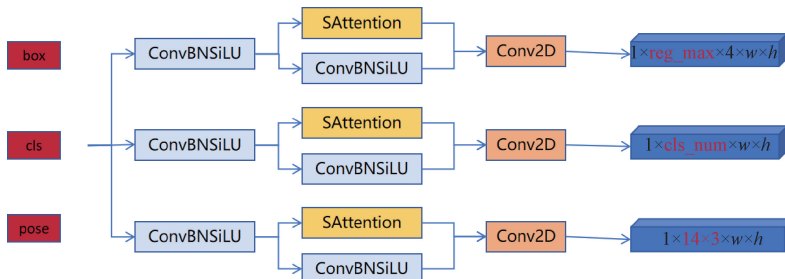 box
ConvBNSiLU
SAttention
ConvBNSiLU
Conv2D
1×reg_max×4×w×h
cls
ConvBNSiLU
SAttention
ConvBNSiLU
Conv2D
1×cls_num×w×h
pose
ConvBNSiLU
SAttention
ConvBNSiLU
Conv2D
1×14×3×w×h